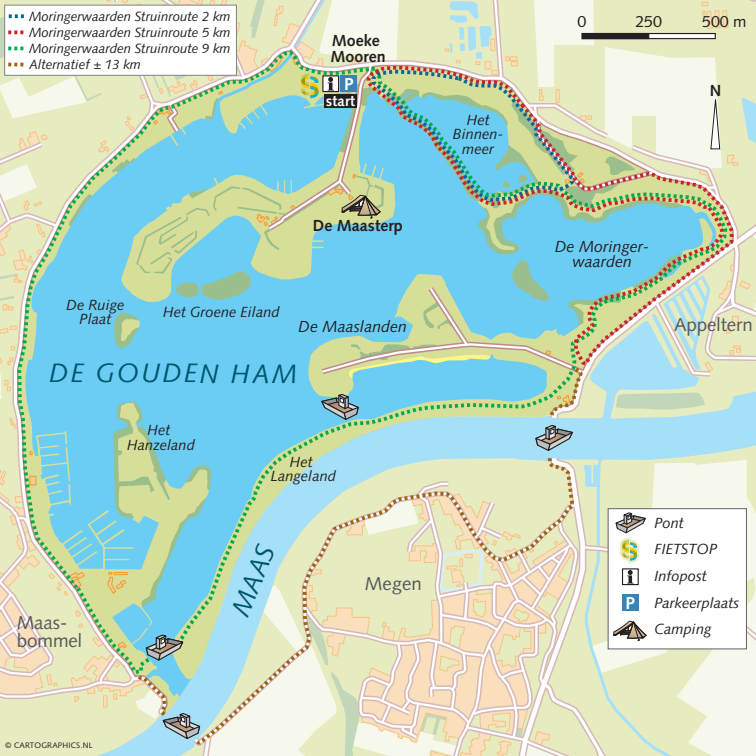 Moringerwaarden Struinroute 2 km
Moringerwaarden Struinroute 5 km
Moringerwaarden Struinroute 9 km
Alternatief ± 13 km
0 250 500 m
N
Moeke
Mooren
S i P
start
Het
Binnen-
meer
De Maasterp
De Moringer-
waarden
De Ruige
Plaat
Het Groene Eiland
De Maaslanden
Appeltern
DE GOUDEN HAM
Het
Hanzeland
Het
Langeland
MAAS
Megen
Maas-
bommel
Pont
S FIETSTOP
i Infopost
P Parkeerplaats
Camping
© CARTOGRAPHICS.NL